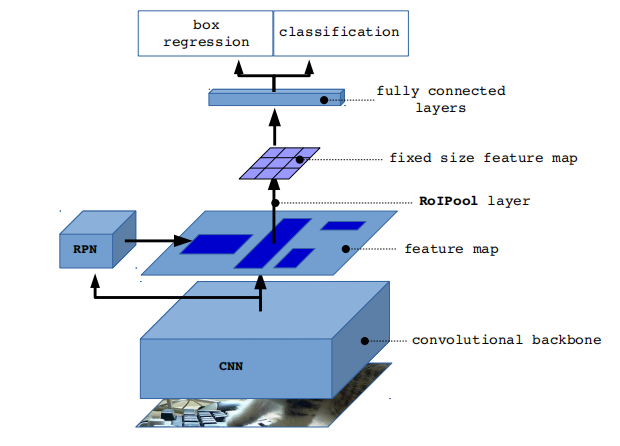 box
regression
classification
fully connected
layers
fixed size feature map
RoIPool layer
RPN
feature map
convolutional backbone
CNN